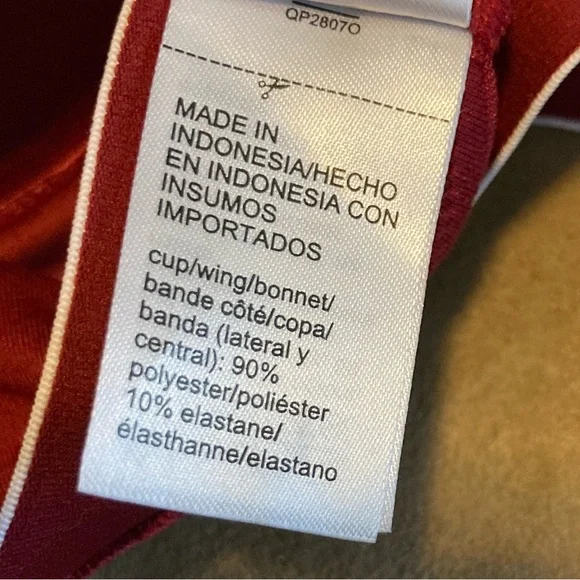 QP2807O
MADE IN
INDONESIA/HECHO
EN INDONESIA CON
INSUMOS
IMPORTADOS
cup/wing/bonnet/
bande côté/copa/
banda (lateral y
central): 90%
polyester/poliéster
10% elastane/
élasthanne/elastano